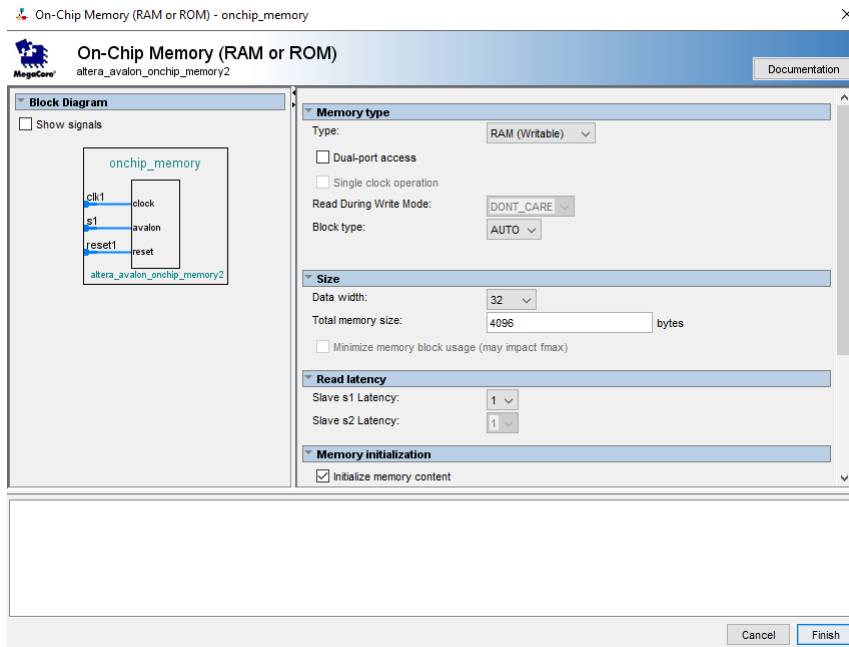 On-Chip Memory (RAM or ROM) - onchip_memory
MegaCore'
On-Chip Memory (RAM or ROM)
altera_avalon_onchip_memory2
Documentation
Block Diagram
Show signals
onchip_memory
clk1
clock
s1
avalon
reset1
reset
altera_avalon_onchip_memory2
Memory type
Type: RAM (Writable)
Dual-port access
Single clock operation
Read During Write Mode: DONT_CARE
Block type: AUTO
Size
Data width: 32
Total memory size: 4096 bytes
Minimize memory block usage (may impact fmax)
Read latency
Slave s1 Latency: 1
Slave s2 Latency: 1
Memory initialization
Initialize memory content
Cancel Finish